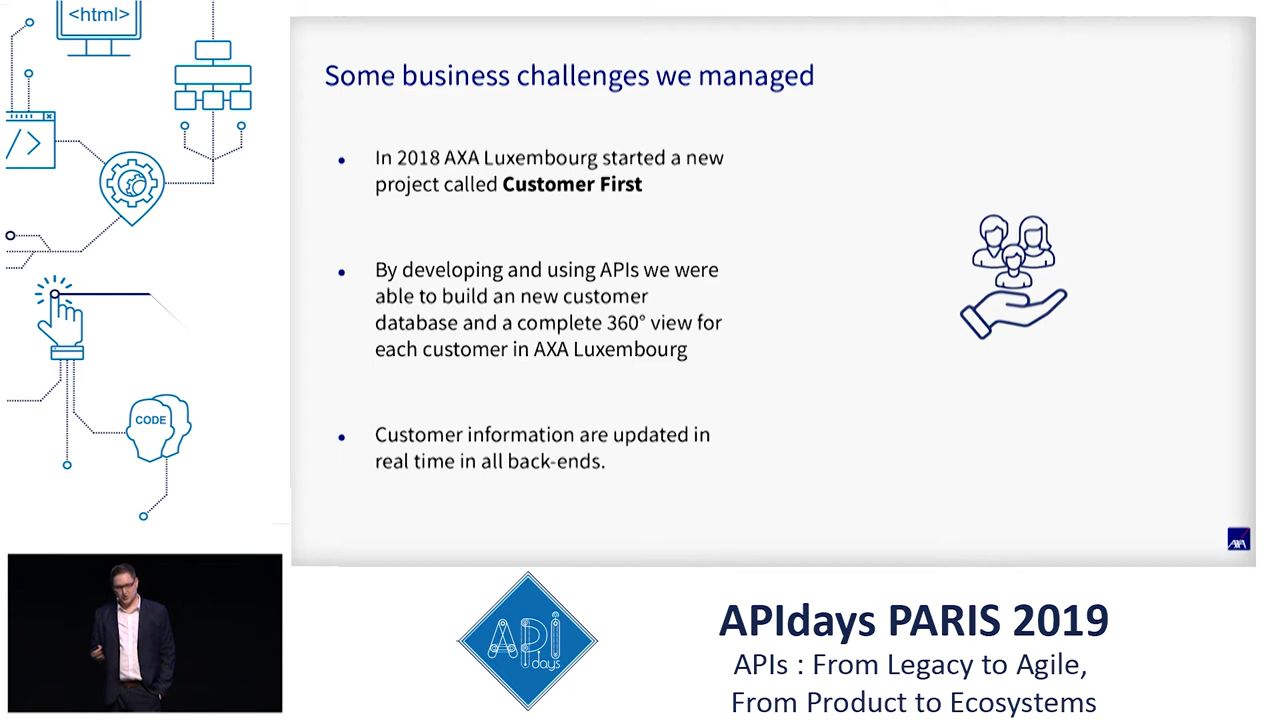 <html>
</>
CODE
Some business challenges we managed
• In 2018 AXA Luxembourg started a new
project called Customer First
• By developing and using APIs we were
able to build an new customer
database and a complete 360° view for
each customer in AXA Luxembourg
• Customer information are updated in
real time in all back-ends.
AXA
API
days
APIdays PARIS 2019
APIs : From Legacy to Agile,
From Product to Ecosystems